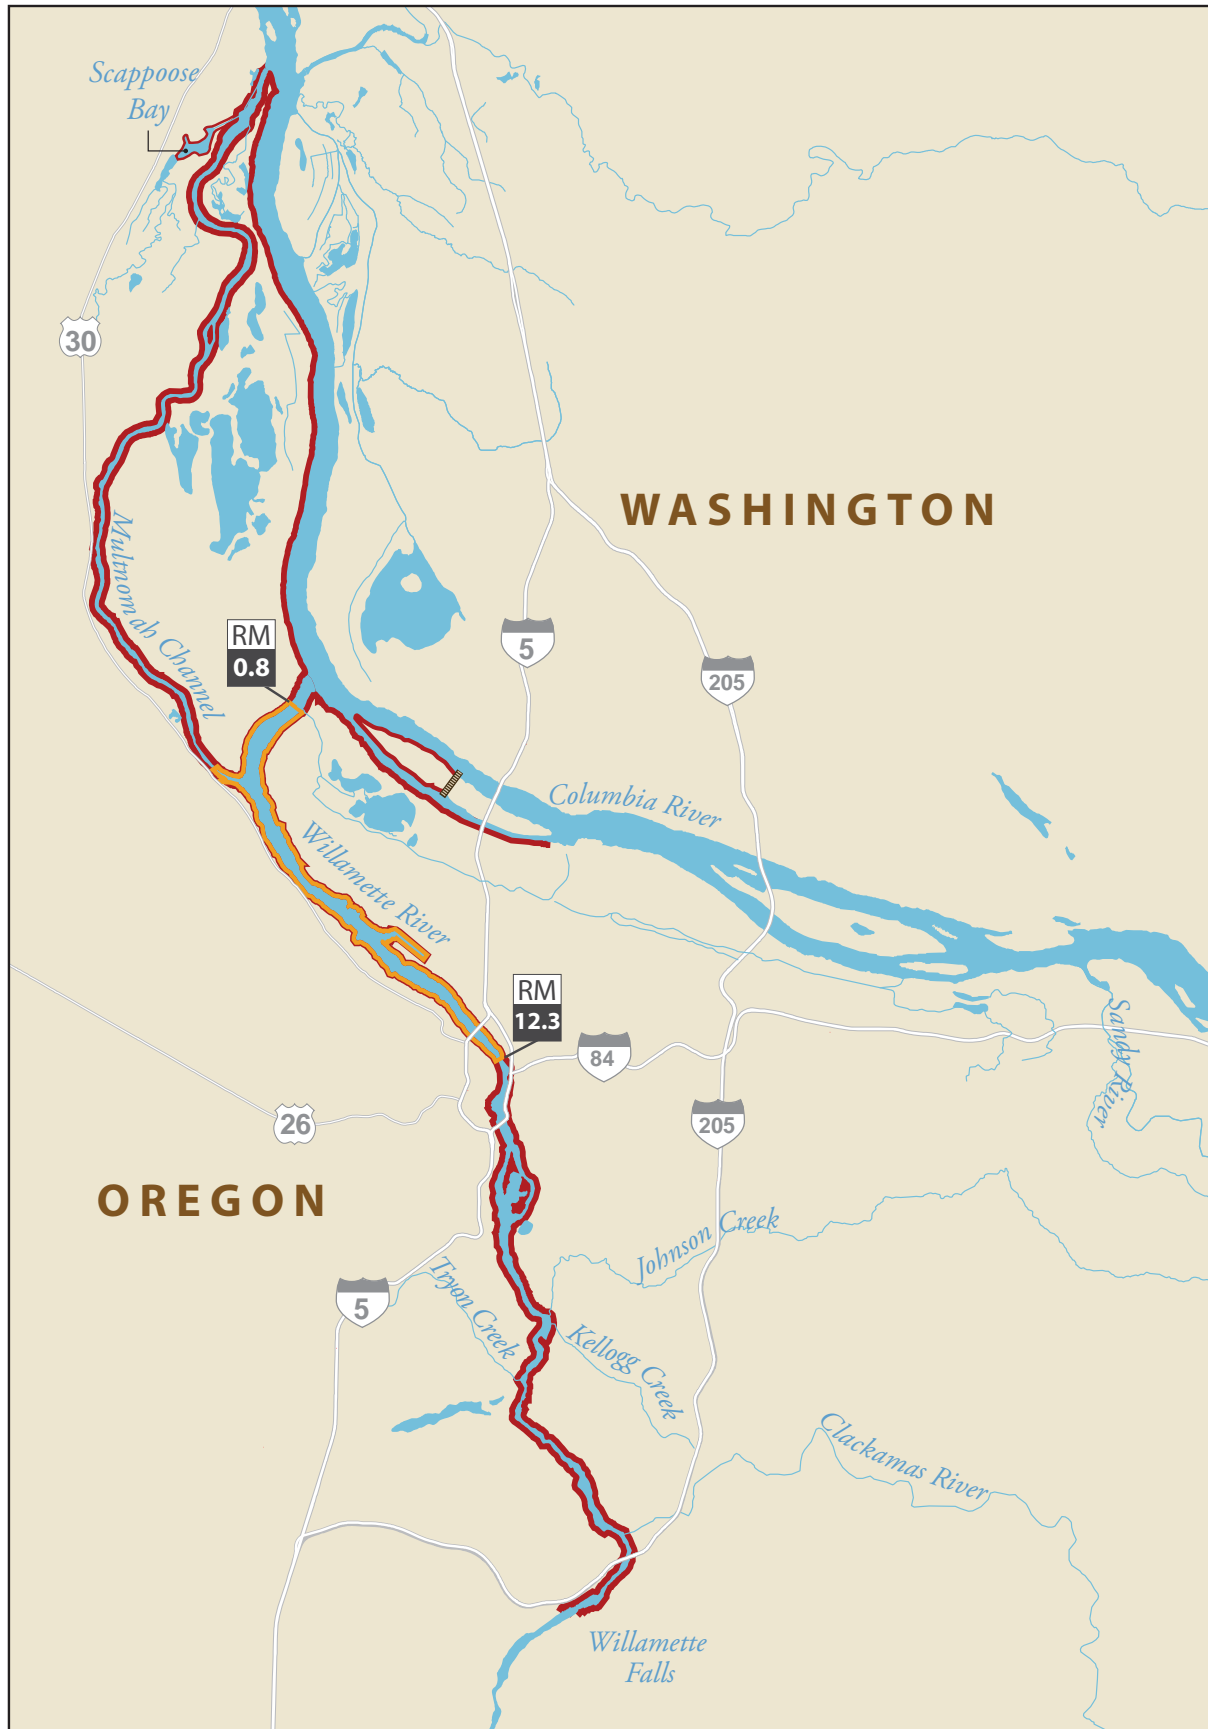 Scappoose
Bay
30
WASHINGTON
Multnomah Channel
RM
0.8
5
205
Columbia River
Willamette River
RM
12.3
84
Sandy River
26
205
OREGON
Johnson Creek
Tryon Creek
5
Kellogg Creek
Clackamas River
Willamette
Falls